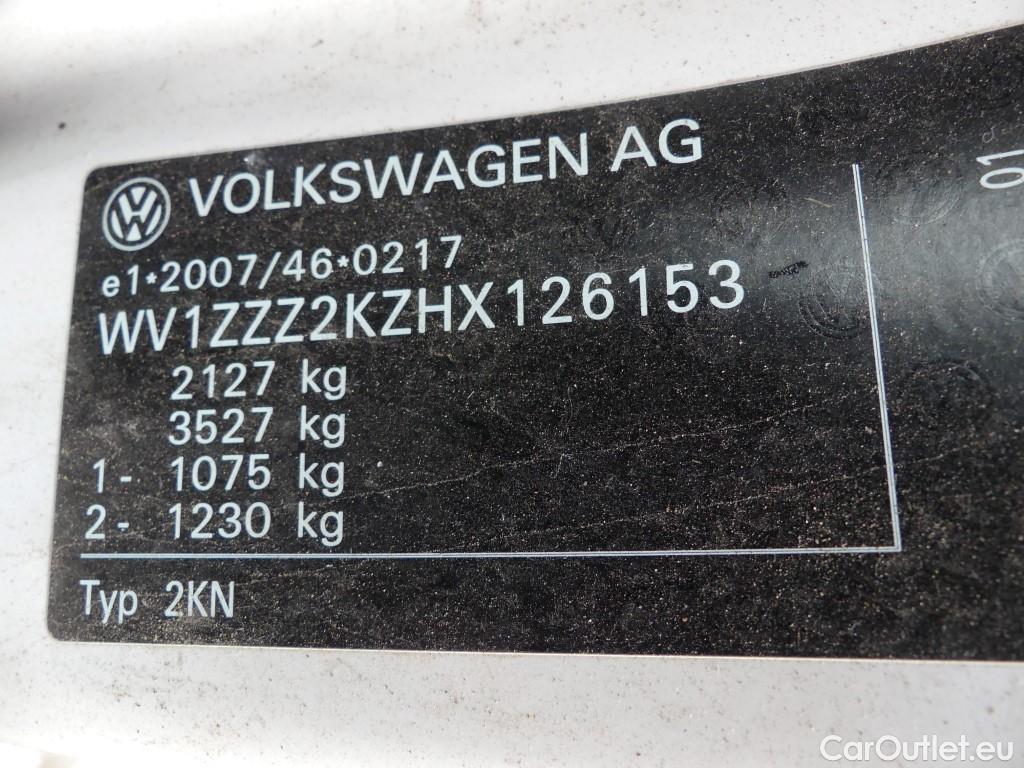 VOLKSWAGEN AG
e1*2007/46*0217
WV1ZZZ2KZHX126153
2127 kg
3527 kg
1- 1075 kg
2- 1230 kg
Typ 2KN
01
CarOutlet.eu